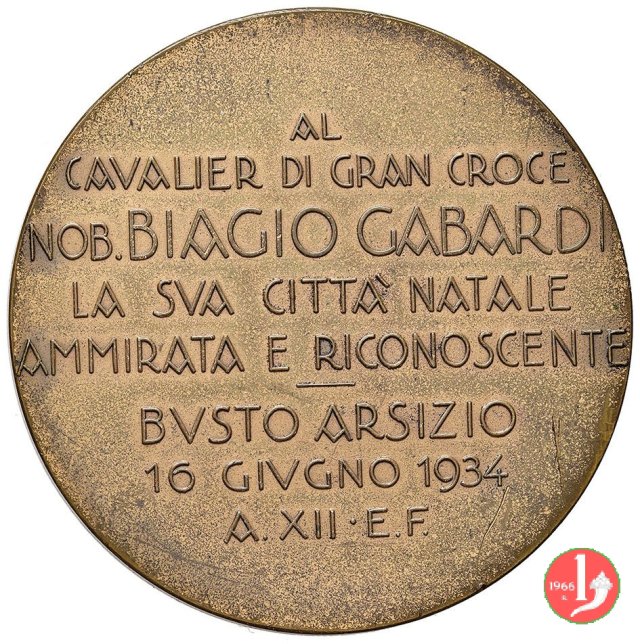 AL
CAVALIER DI GRAN CROCE
NOB. BIAGIO GABARDI
LA SVA CITTÀ NATALE
AMMIRATA E RICONOSCENTE
BVSTO ARSIZIO
16 GIVGNO 1934
A. XII · E.F.
1966